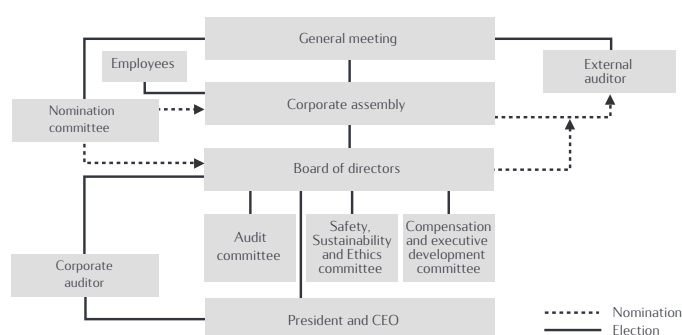 General meeting
Employees
External
auditor
Nomination
committee
Corporate assembly
Board of directors
Audit
committee
Safety,
Sustainability
and Ethics
committee
Compensation
and executive
development
committee
Corporate
auditor
President and CEO
Nomination
Election